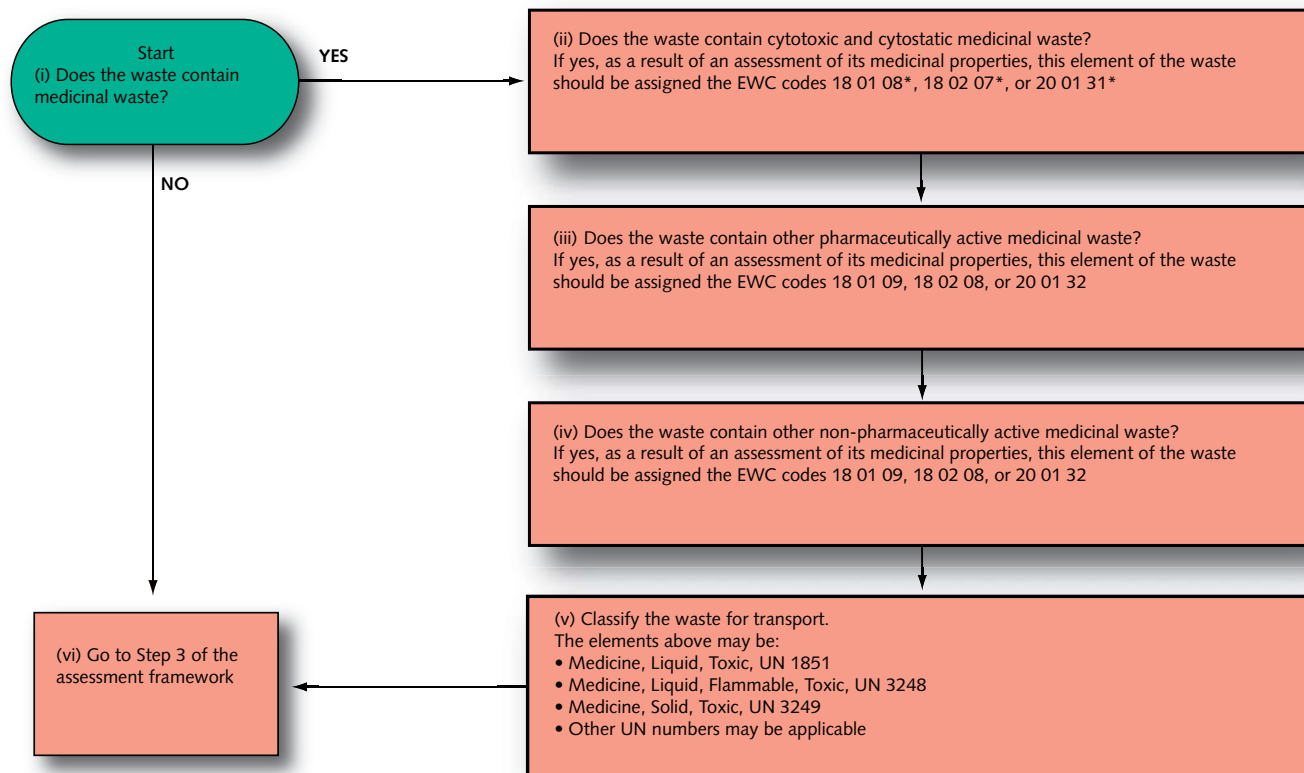 Start
(i) Does the waste contain
medicinal waste?
YES
NO
(ii) Does the waste contain cytotoxic and cytostatic medicinal waste?
If yes, as a result of an assessment of its medicinal properties, this element of the waste
should be assigned the EWC codes 18 01 08*, 18 02 07*, or 20 01 31*
(iii) Does the waste contain other pharmaceutically active medicinal waste?
If yes, as a result of an assessment of its medicinal properties, this element of the waste
should be assigned the EWC codes 18 01 09, 18 02 08, or 20 01 32
(iv) Does the waste contain other non-pharmaceutically active medicinal waste?
If yes, as a result of an assessment of its medicinal properties, this element of the waste
should be assigned the EWC codes 18 01 09, 18 02 08, or 20 01 32
(v) Classify the waste for transport.
The elements above may be:
• Medicine, Liquid, Toxic, UN 1851
• Medicine, Liquid, Flammable, Toxic, UN 3248
• Medicine, Solid, Toxic, UN 3249
• Other UN numbers may be applicable
(vi) Go to Step 3 of the
assessment framework